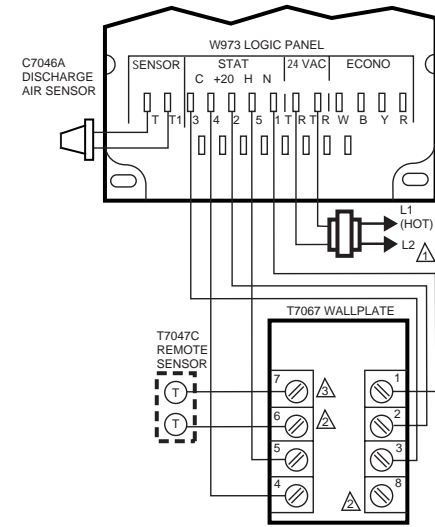 W973 LOGIC PANEL
C7046A
DISCHARGE
AIR SENSOR
SENSOR STAT 24 VAC ECONO
C +20 H N
T T1 3 4 2 5 1 T R T R W B Y R
L1
(HOT)
L2 1
T7067 WALLPLATE
T7047C
REMOTE
SENSOR
T 7 3 1
T 6 2 2
5 3
4 2 8